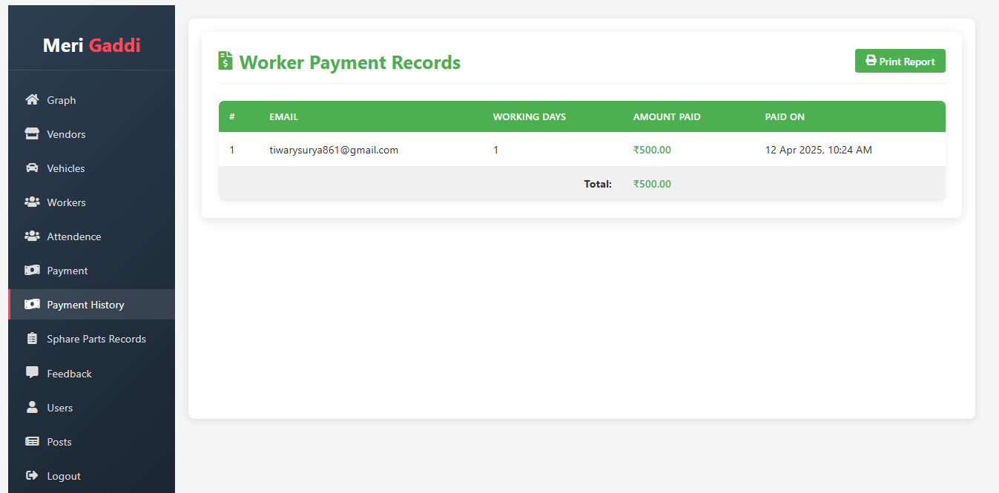 Meri Gaddi
Graph
Vendors
Vehicles
Workers
Attendence
Payment
Payment History
Sphare Parts Records
Feedback
Users
Posts
Logout
Worker Payment Records
Print Report
# EMAIL WORKING DAYS AMOUNT PAID PAID ON
1 tiwarysurya861@gmail.com 1 ₹500.00 12 Apr 2025, 10:24 AM
Total: ₹500.00